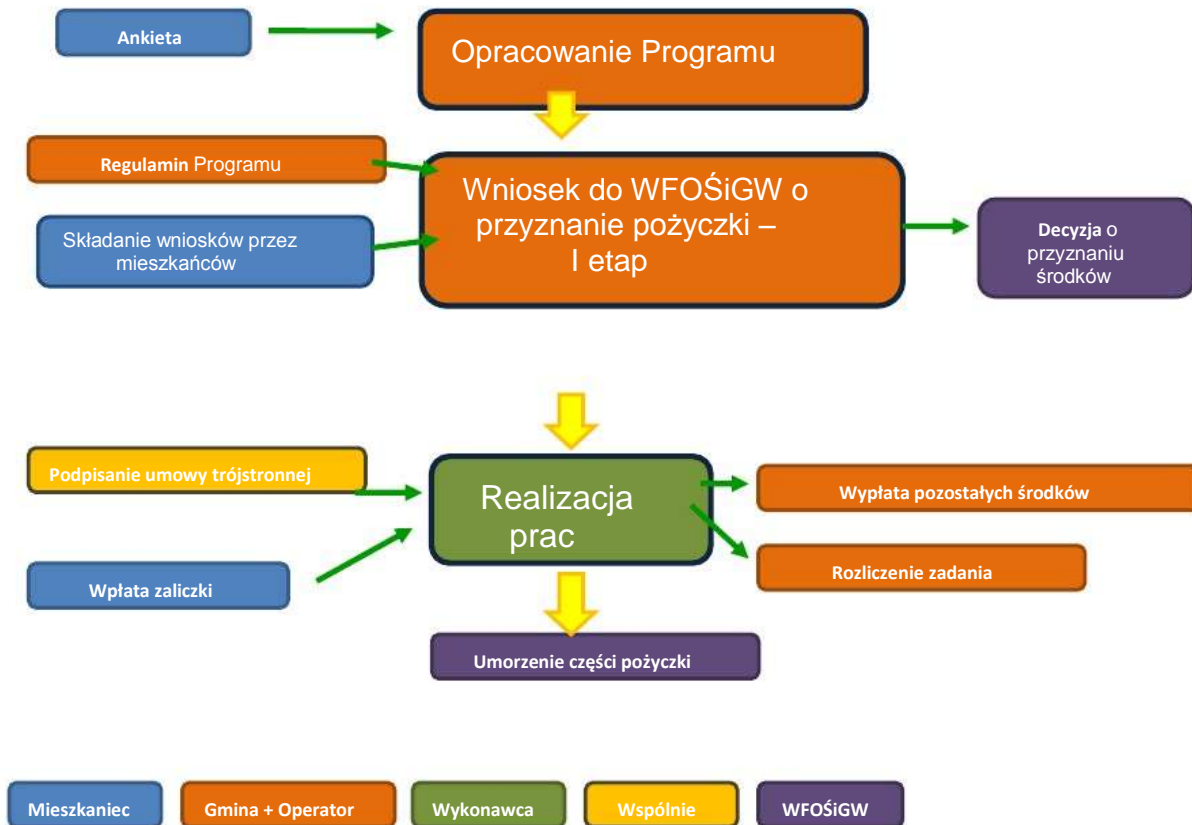 Ankieta
Opracowanie Programu
Regulamin Programu
Wniosek do WFOŚiGW o
przyznanie pożyczki –
I etap
Składanie wniosków przez
mieszkańców
Decyzja o
przyznaniu
środków
Podpisanie umowy trójstronnej
Realizacja
prac
Wypłata pozostałych środków
Wpłata zaliczki
Rozliczenie zadania
Umorzenie części pożyczki
Mieszkaniec
Gmina + Operator
Wykonawca
Wspólnie
WFOŚiGW